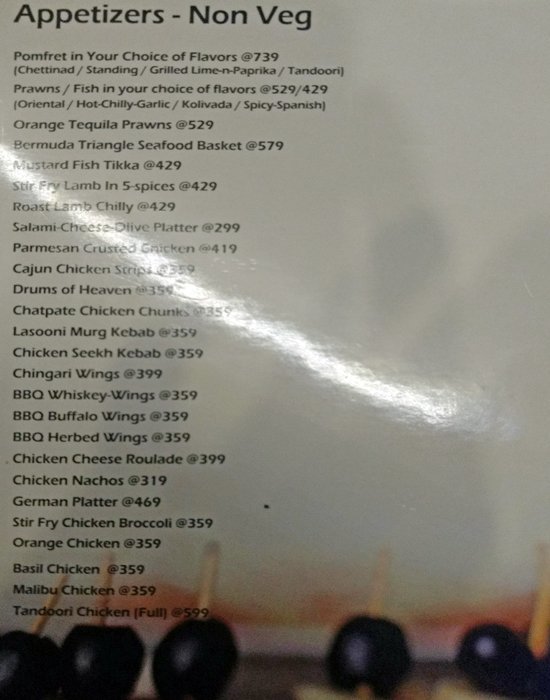 Appetizers - Non Veg
Pomfret in Your Choice of Flavors @739
(Chettinad / Standing / Grilled Lime-n-Paprika / Tandoori)
Prawns / Fish in your choice of flavors @529/429
(Oriental / Hot-Chilly-Garlic / Kolivada / Spicy-Spanish)
Orange Tequila Prawns @529
Bermuda Triangle Seafood Basket @579
Mustard Fish Tikka @429
Stir Fry Lamb In 5-spices @429
Roast Lamb Chilly @429
Salami-Cheese-Olive Platter @299
Parmesan Crusted Chicken @419
Cajun Chicken Strips @359
Drums of Heaven @359
Chatpate Chicken Chunks @359
Lasooni Murg Kebab @359
Chicken Seekh Kebab @359
Chingari Wings @399
BBQ Whiskey-Wings @359
BBQ Buffalo Wings @359
BBQ Herbed Wings @359
Chicken Cheese Roulade @399
Chicken Nachos @319
German Platter @469
Stir Fry Chicken Broccoli @359
Orange Chicken @359
Basil Chicken @359
Malibu Chicken @359
Tandoori Chicken (Full) @599